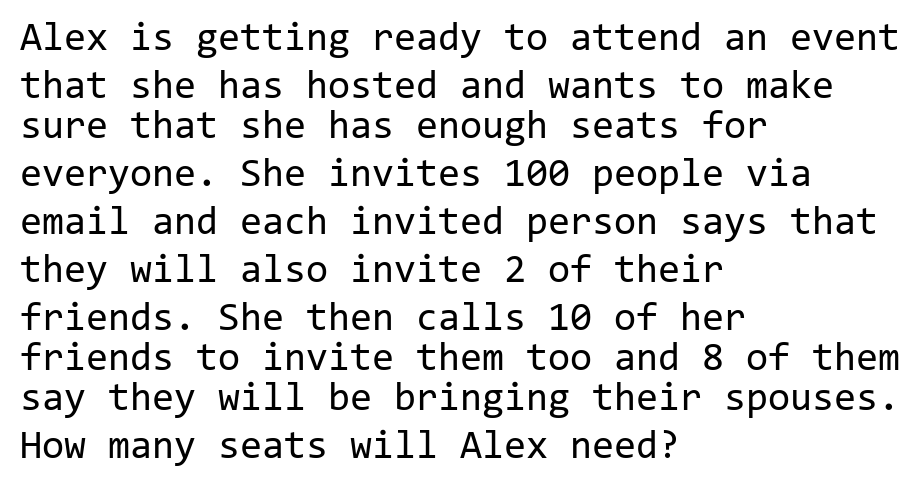 Alex is getting ready to attend an event
that she has hosted and wants to make
sure that she has enough seats for
everyone. She invites 100 people via
email and each invited person says that
they will also invite 2 of their
friends. She then calls 10 of her
friends to invite them too and 8 of them
say they will be bringing their spouses.
How many seats will Alex need?